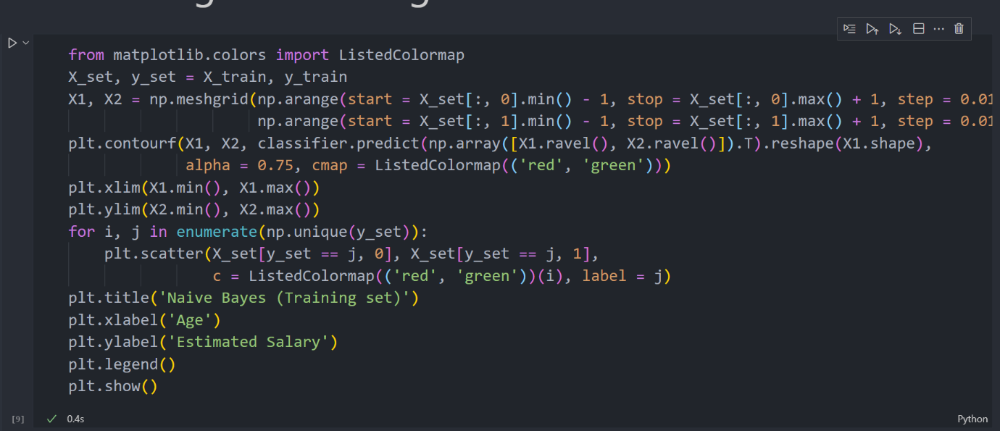 from matplotlib.colors import ListedColormap
X_set, y_set = X_train, y_train
X1, X2 = np.meshgrid(np.arange(start = X_set[:, 0].min() - 1, stop = X_set[:, 0].max() + 1, step = 0.01
                     np.arange(start = X_set[:, 1].min() - 1, stop = X_set[:, 1].max() + 1, step = 0.01
plt.contourf(X1, X2, classifier.predict(np.array([X1.ravel(), X2.ravel()]).T).reshape(X1.shape),
             alpha = 0.75, cmap = ListedColormap(('red', 'green')))
plt.xlim(X1.min(), X1.max())
plt.ylim(X2.min(), X2.max())
for i, j in enumerate(np.unique(y_set)):
    plt.scatter(X_set[y_set == j, 0], X_set[y_set == j, 1],
                c = ListedColormap(('red', 'green'))(i), label = j)
plt.title('Naive Bayes (Training set)')
plt.xlabel('Age')
plt.ylabel('Estimated Salary')
plt.legend()
plt.show()
[9] 0.4s Python